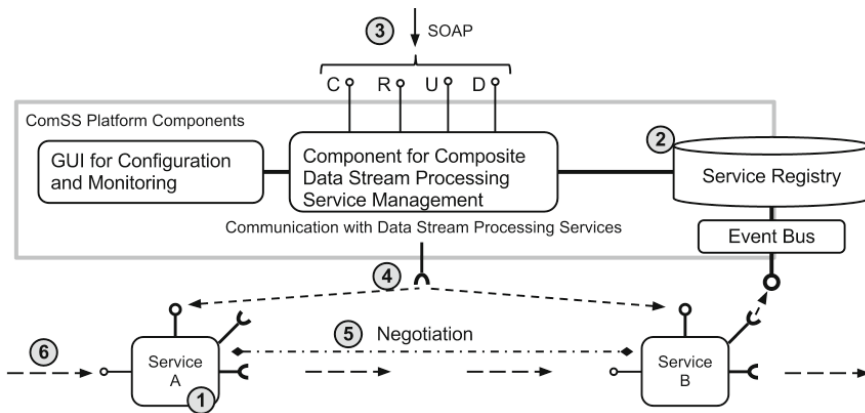 3 SOAP
C R U D
ComSS Platform Components
2
GUI for Configuration
and Monitoring
Component for Composite
Data Stream Processing
Service Management
Service Registry
Communication with Data Stream Processing Services
Event Bus
4
5 Negotiation
6
Service
A
1
Service
B